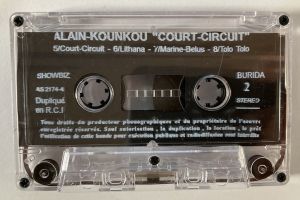 ALAIN-KOUNKOU "COURT-CIRCUIT"
5/Court-Circuit - 6/Lithana - 7/Marine-Belus - 8/Tolo Tolo
SHOWBIZ
BURIDA
AS 2174-4
2
Dupliqué
en R.C.I
STEREO
Tous droits du producteur phonographiques et du propriétaire de l'oeuvre
enregistrée réservés. Sauf autorisation, la duplication, la location, le prêt
l'utilisation de cette bande pour exécution publique et radiodiffusion sont interdits